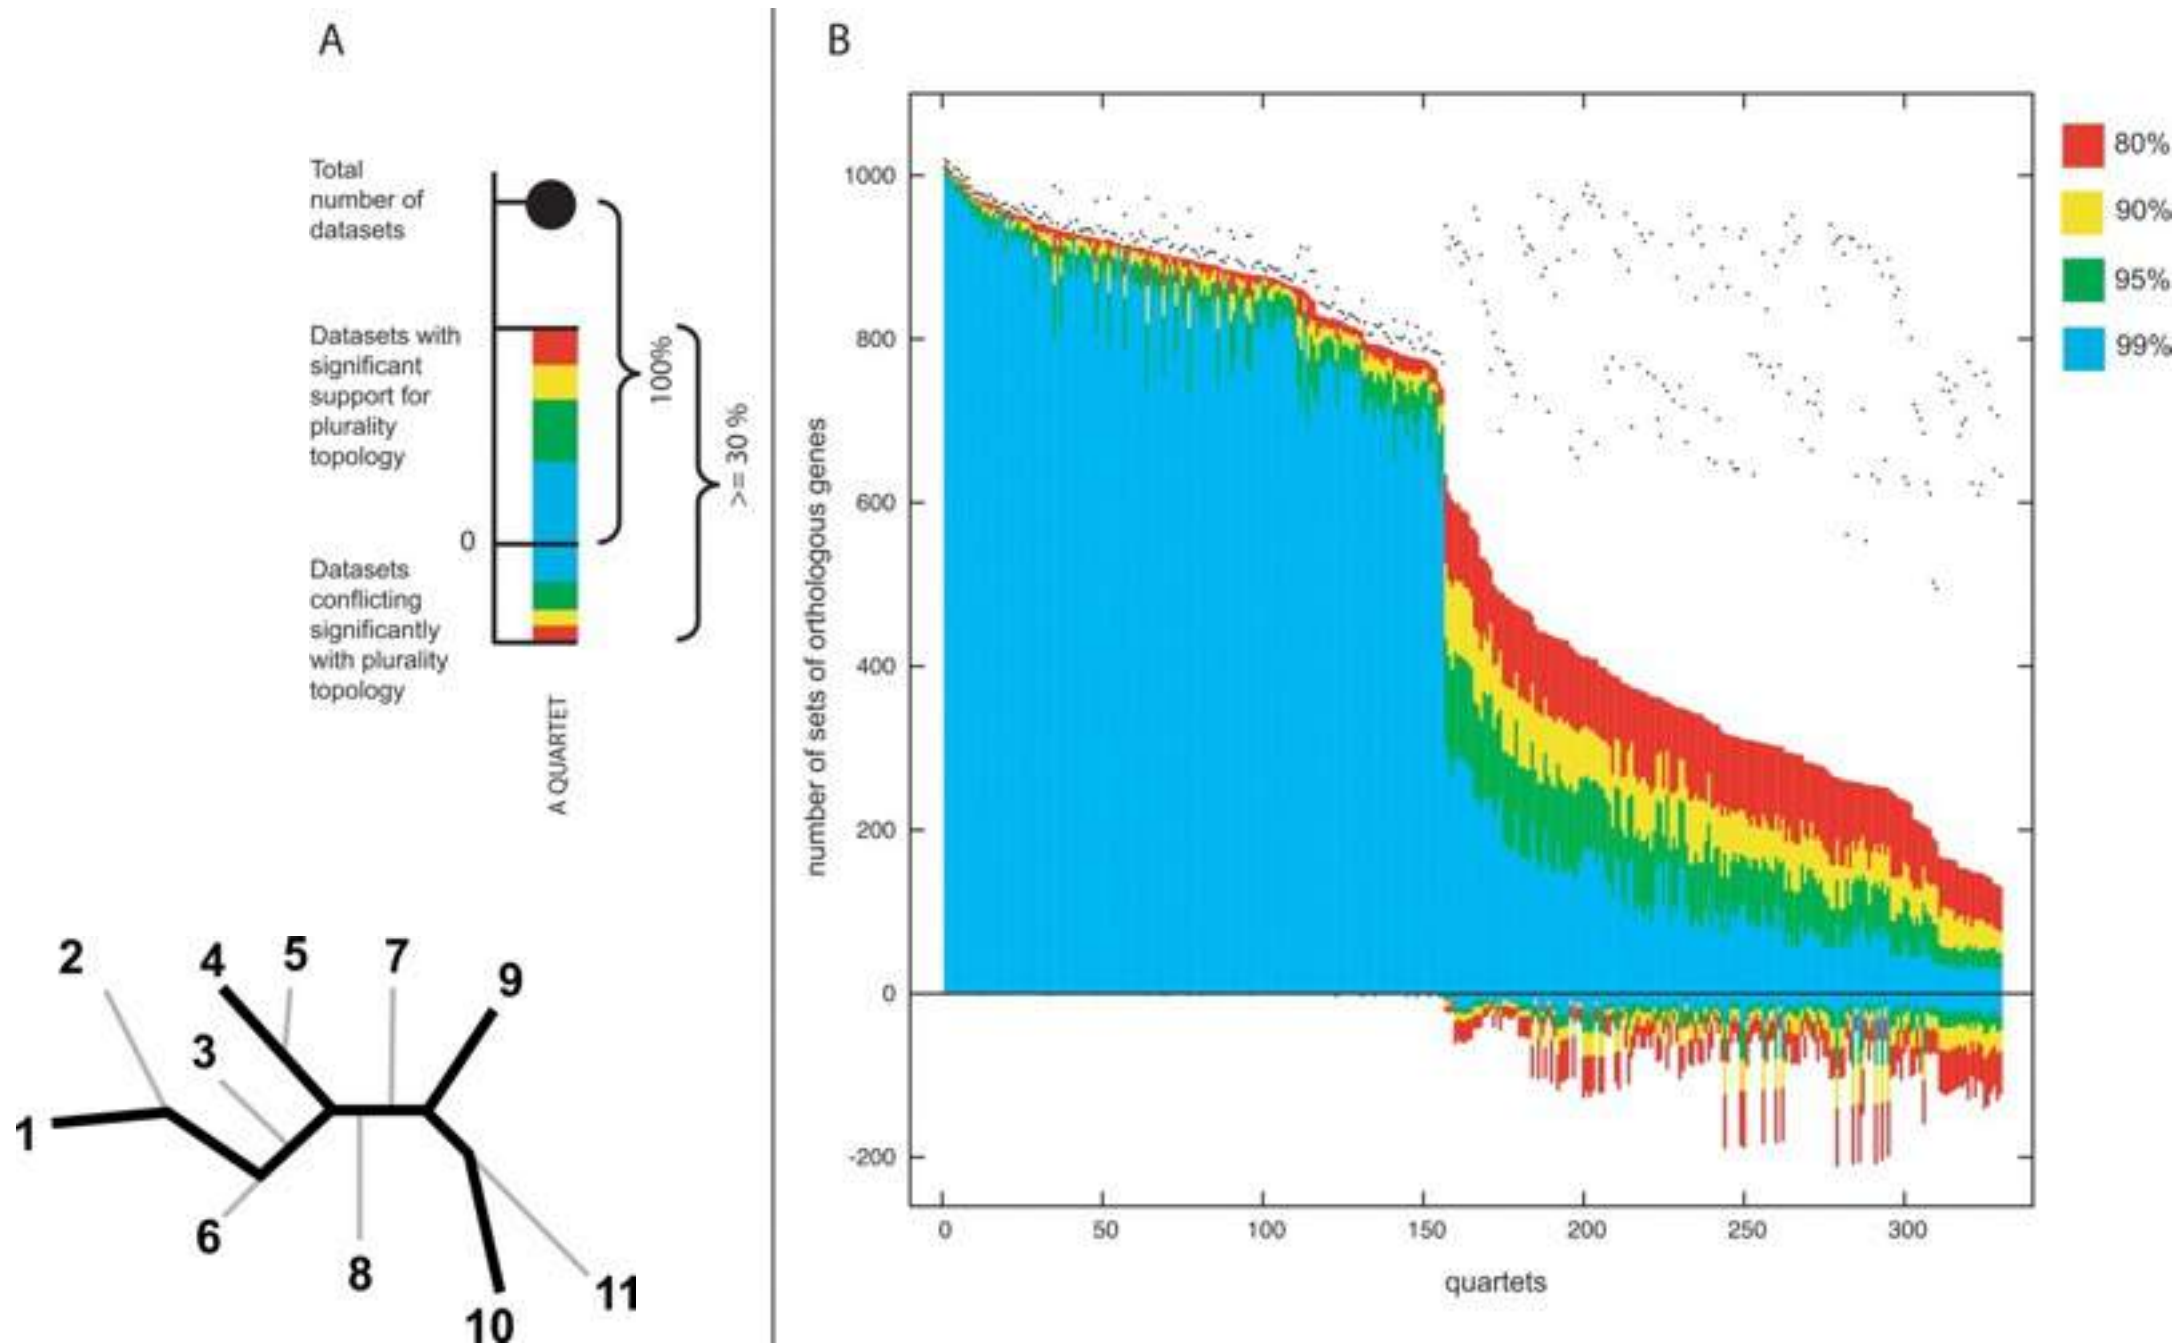 A
Total
number of
datasets
Datasets with
significant
support for
plurality
topology
0
Datasets
conflicting
significantly
with plurality
topology
100%
>= 30 %
A QUARTET
2
4
5
7
9
3
1
6
8
11
10
B
number of sets of orthologous genes
1000
800
600
400
200
0
-200
0
50
100
150
200
250
300
quartets
80%
90%
95%
99%